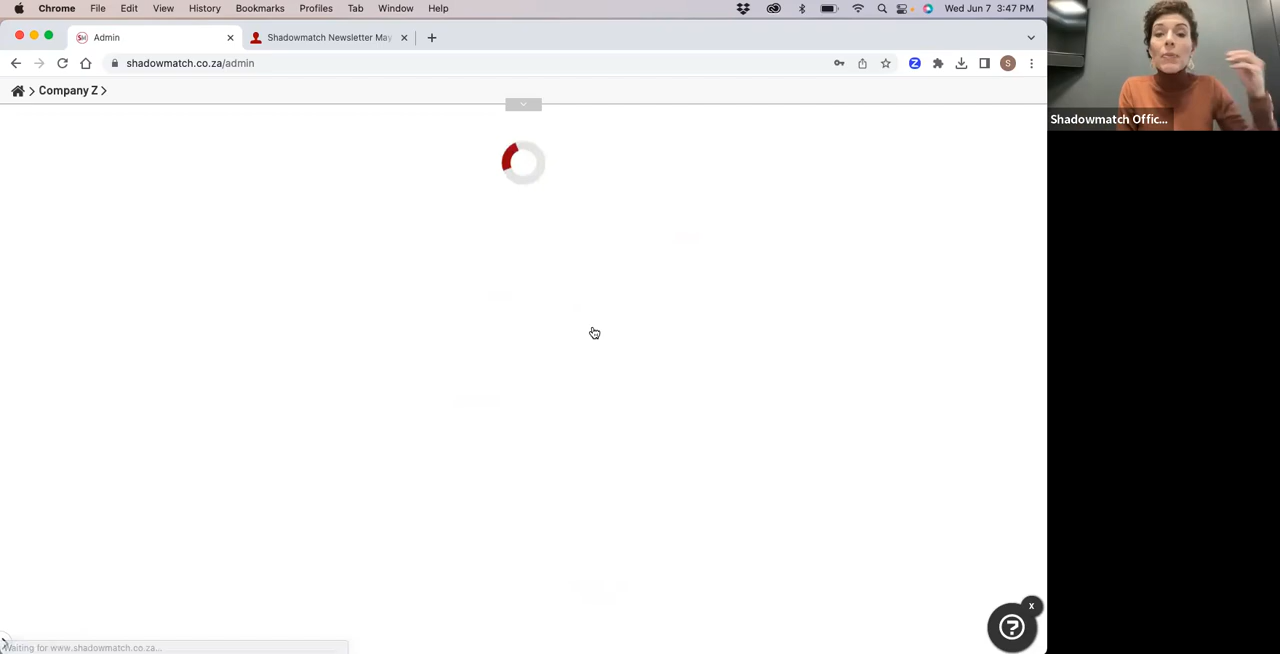 Chrome File Edit View History Bookmarks Profiles Tab Window Help Wed Jun 7 3:47 PM
SM Admin Shadowmatch Newsletter May
shadowmatch.co.za/admin S
Company Z
Shadowmatch Offic...
x
?
Waiting for www.shadowmatch.co.za...